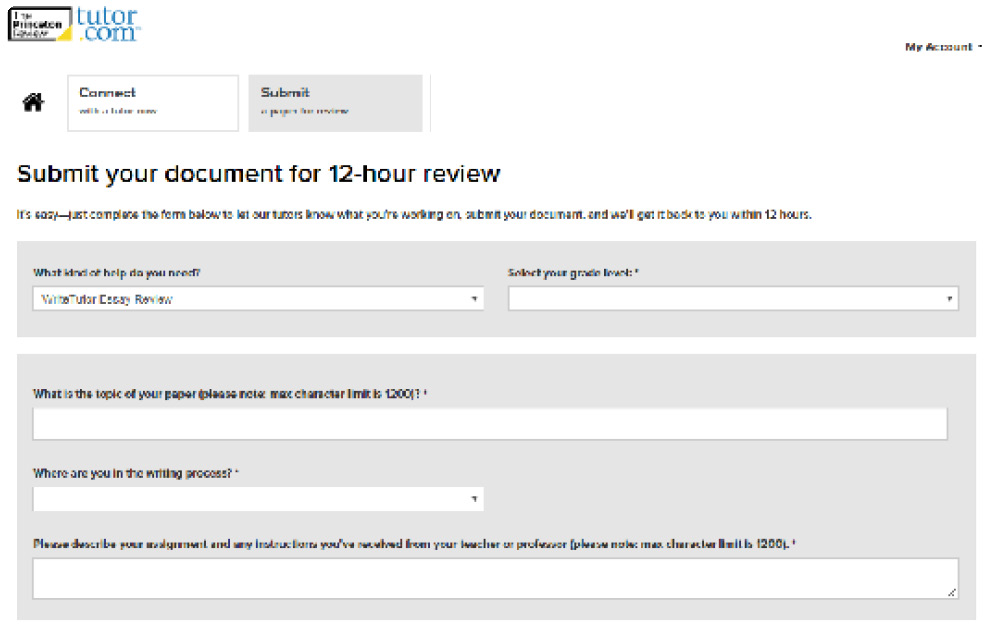 The
Princeton
Review
tutor
.com
My Account
Connect
with a tutor now
Submit
a paper for review
Submit your document for 12-hour review
It's easy—just complete the form below to let our tutors know what you're working on, submit your document, and we'll get it back to you within 12 hours.
What kind of help do you need?
Select your grade level: *
WriteTutor Essay Review
What is the topic of your paper (please note: max character limit is 1200)? *
Where are you in the writing process? *
Please describe your assignment and any instructions you've received from your teacher or professor (please note: max character limit is 1200). *